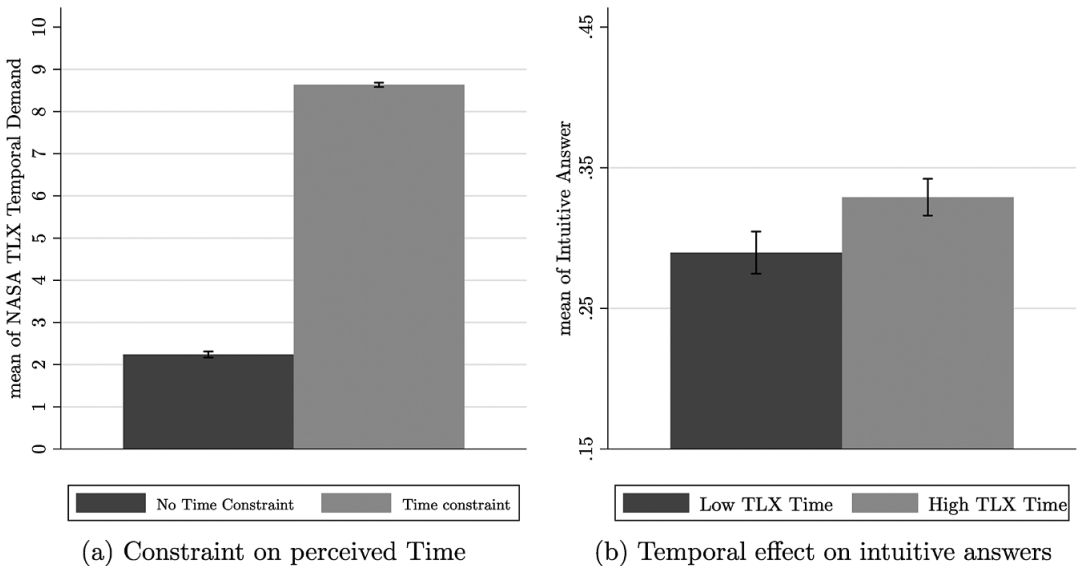 mean of NASA TLX Temporal Demand
10
9
8
7
6
5
4
3
2
1
0
No Time Constraint
Time constraint
(a) Constraint on perceived Time
mean of Intuitive Answer
.45
.35
.25
.15
Low TLX Time
High TLX Time
(b) Temporal effect on intuitive answers